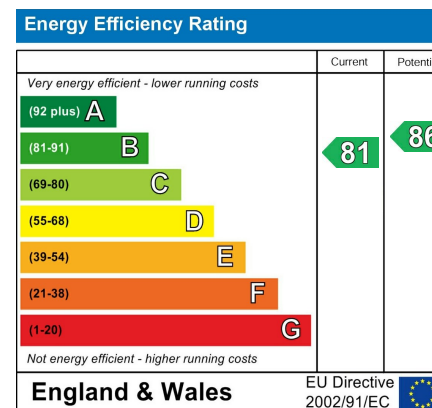 Energy Efficiency Rating
Current Potenti
Very energy efficient - lower running costs
(92 plus) A
(81-91) B
81
86
(69-80) C
(55-68) D
(39-54) E
(21-38) F
(1-20) G
Not energy efficient - higher running costs
England & Wales
EU Directive
2002/91/EC